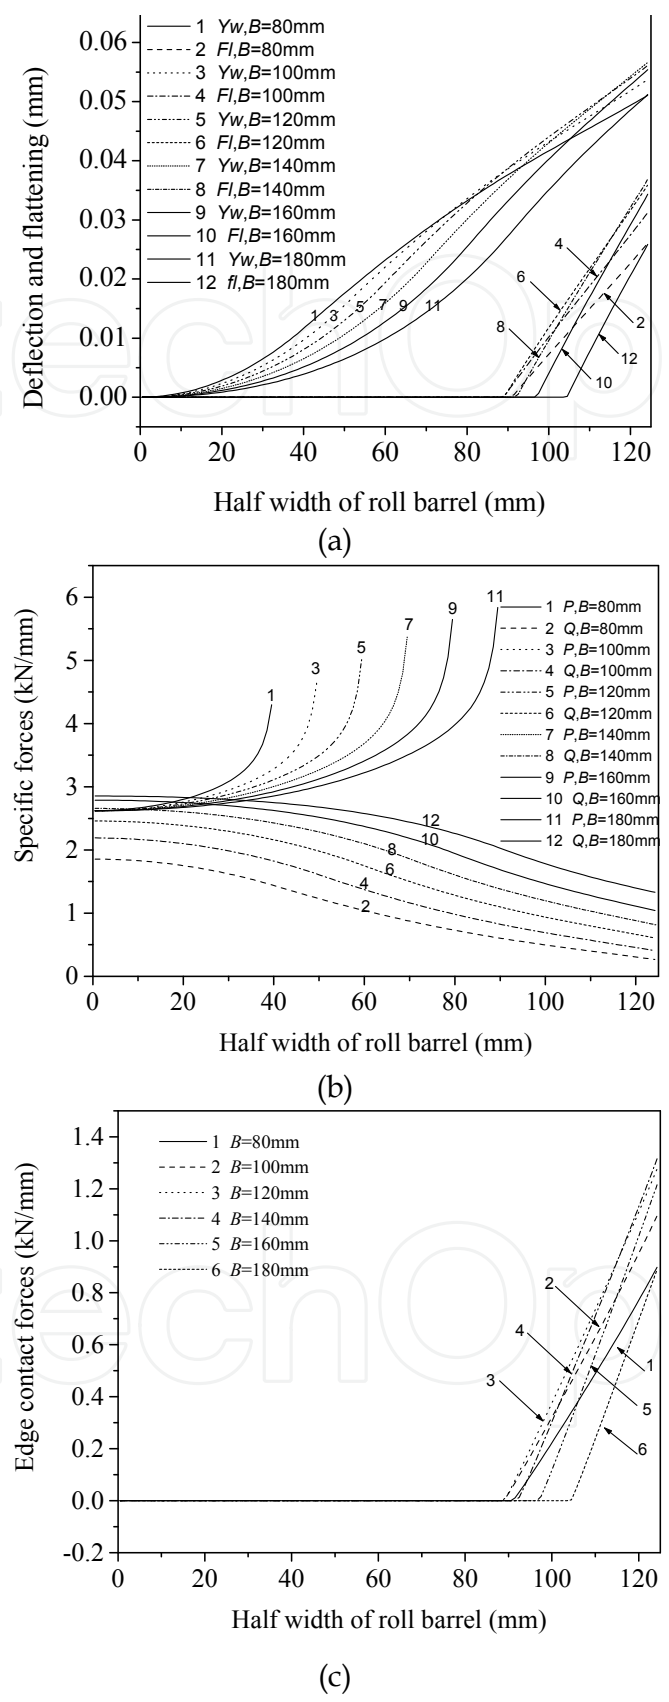 1 Yw,B=80mm
2 Fl,B=80mm
3 Yw,B=100mm
4 Fl,B=100mm
5 Yw,B=120mm
6 Fl,B=120mm
7 Yw,B=140mm
8 Fl,B=140mm
9 Yw,B=160mm
10 Fl,B=160mm
11 Yw,B=180mm
12 fl,B=180mm
0.06
0.05
0.04
0.03
0.02
0.01
0.00
Deflection and flattening (mm)
1 3 5 7 9 11
4
6
2
8
12
10
0 20 40 60 80 100 120
Half width of roll barrel (mm)
(a)
6
5
4
3
2
1
0
Specific forces (kN/mm)
1
3
5
7
9
11
12
10
8
6
4
2
1 P,B=80mm
2 Q,B=80mm
3 P,B=100mm
4 Q,B=100mm
5 P,B=120mm
6 Q,B=120mm
7 P,B=140mm
8 Q,B=140mm
9 P,B=160mm
10 Q,B=160mm
11 P,B=180mm
12 Q,B=180mm
0 20 40 60 80 100 120
Half width of roll barrel (mm)
(b)
1.4
1.2
1.0
0.8
0.6
0.4
0.2
0.0
-0.2
Edge contact forces (kN/mm)
1 B=80mm
2 B=100mm
3 B=120mm
4 B=140mm
5 B=160mm
6 B=180mm
2
4
1
3
5
6
0 20 40 60 80 100 120
Half width of roll barrel (mm)
(c)
techOp
techOp